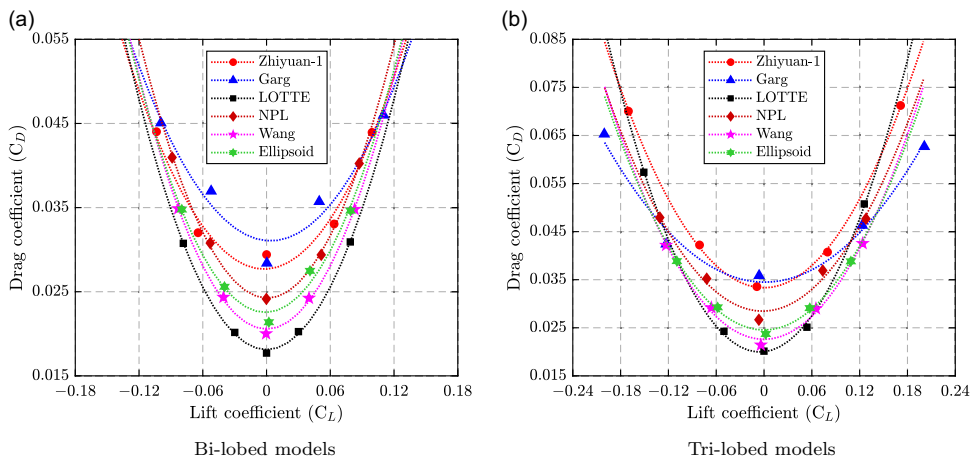 (a)
0.055
0.045
0.035
0.025
0.015
Drag coefficient (C_D)
Zhiyuan-1
Garg
LOTTE
NPL
Wang
Ellipsoid
−0.18 −0.12 −0.06 0 0.06 0.12 0.18
Lift coefficient (C_L)
Bi-lobed models
(b)
0.085
0.075
0.065
0.055
0.045
0.035
0.025
0.015
Drag coefficient (C_D)
Zhiyuan-1
Garg
LOTTE
NPL
Wang
Ellipsoid
−0.24 −0.18 −0.12 −0.06 0 0.06 0.12 0.18 0.24
Lift coefficient (C_L)
Tri-lobed models